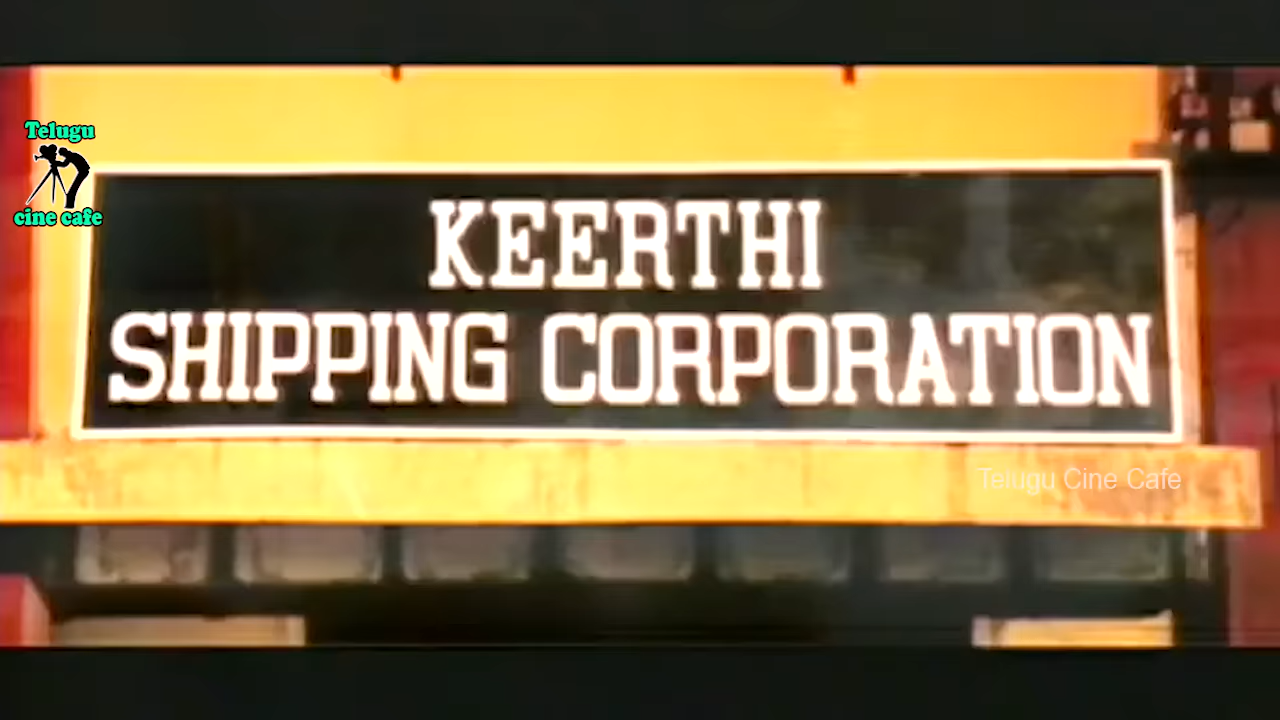 Telugu
cine cafe
KEERTHI
SHIPPING CORPORATION
Telugu Cine Cafe